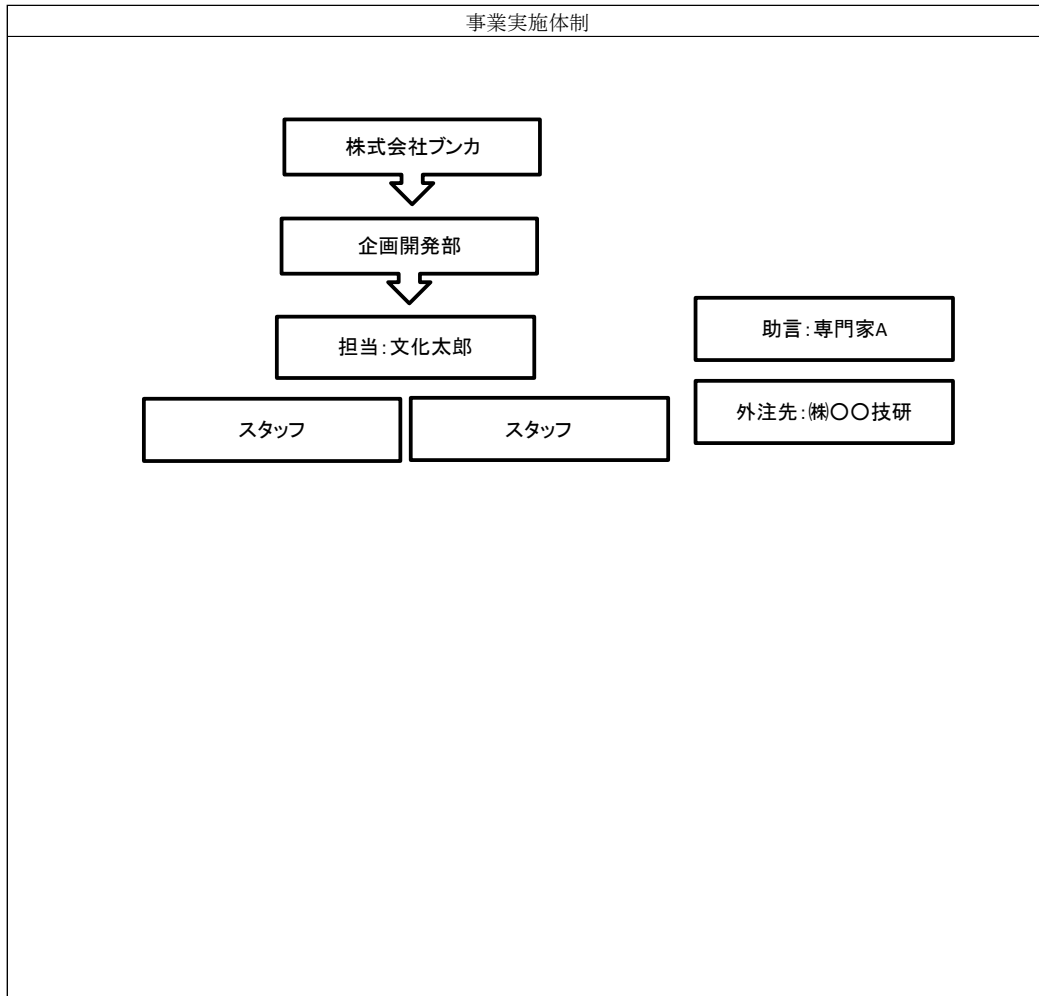 事業実施体制
株式会社ブンカ
企画開発部
担当：文化太郎
助言：専門家A
スタッフ
スタッフ
外注先：㈱〇〇技研